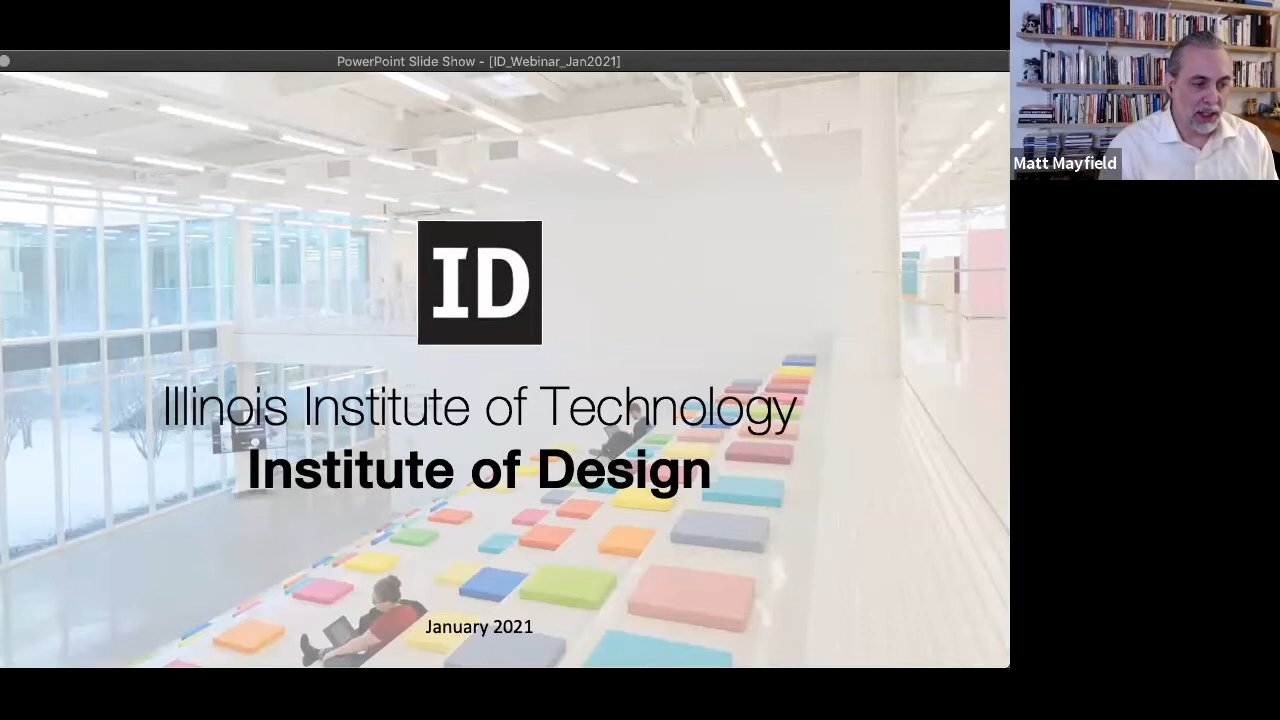 PowerPoint Slide Show - [ID_Webinar_Jan2021]
Matt Mayfield
ID
Illinois Institute of Technology
Institute of Design
January 2021